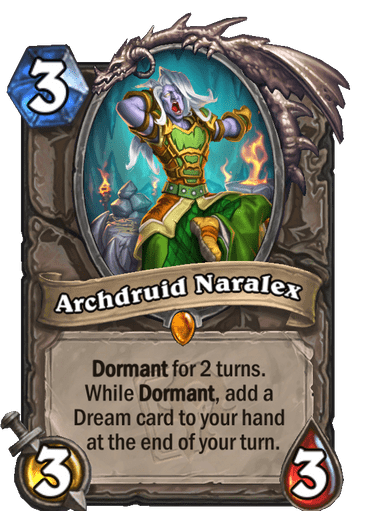 3
Archdruid Naralex
Dormant for 2 turns.
While Dormant, add a
Dream card to your hand
at the end of your turn.
3
3